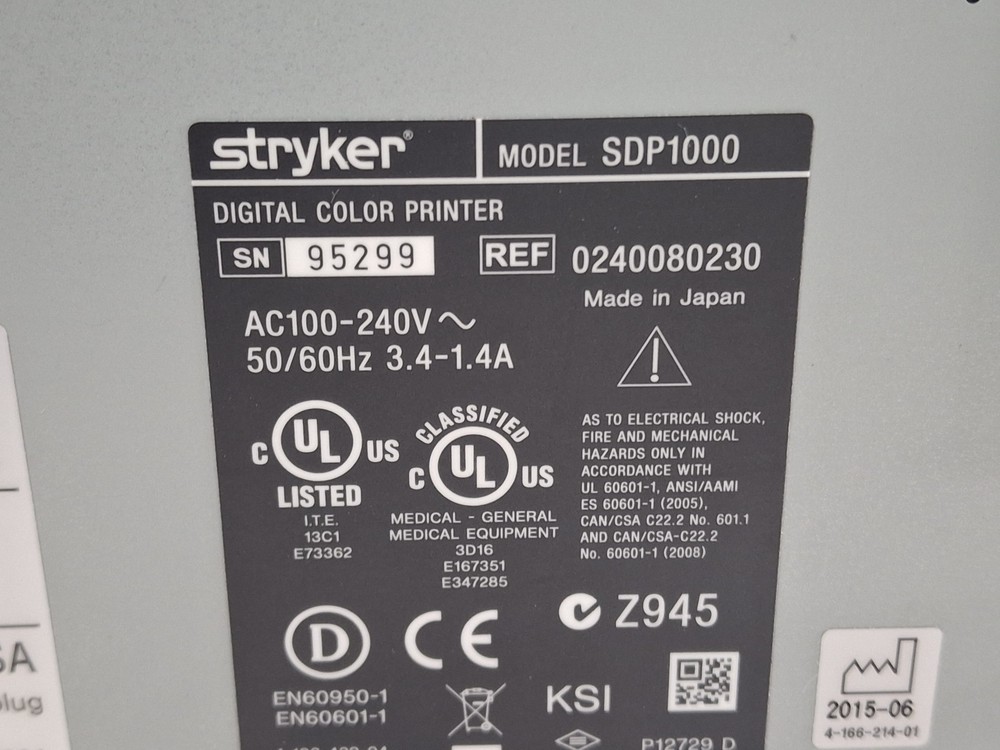 stryker®
MODEL SDP1000
DIGITAL COLOR PRINTER
SN 95299
REF 0240080230
Made in Japan
AC100-240V～
50/60Hz 3.4-1.4A
C UL US
LISTED
I.T.E.
13C1
E73362
CLASSIFIED
C UL US
MEDICAL - GENERAL
MEDICAL EQUIPMENT
3D16
E167351
E347285
AS TO ELECTRICAL SHOCK,
FIRE AND MECHANICAL
HAZARDS ONLY IN
ACCORDANCE WITH
UL 60601-1, ANSI/AAMI
ES 60601-1 (2005),
CAN/CSA C22.2 No. 601.1
AND CAN/CSA-C22.2
No. 60601-1 (2008)
D
CE
Z945
EN60950-1
EN60601-1
KSI
P12729 D
2015-06
4-166-214-01
plug